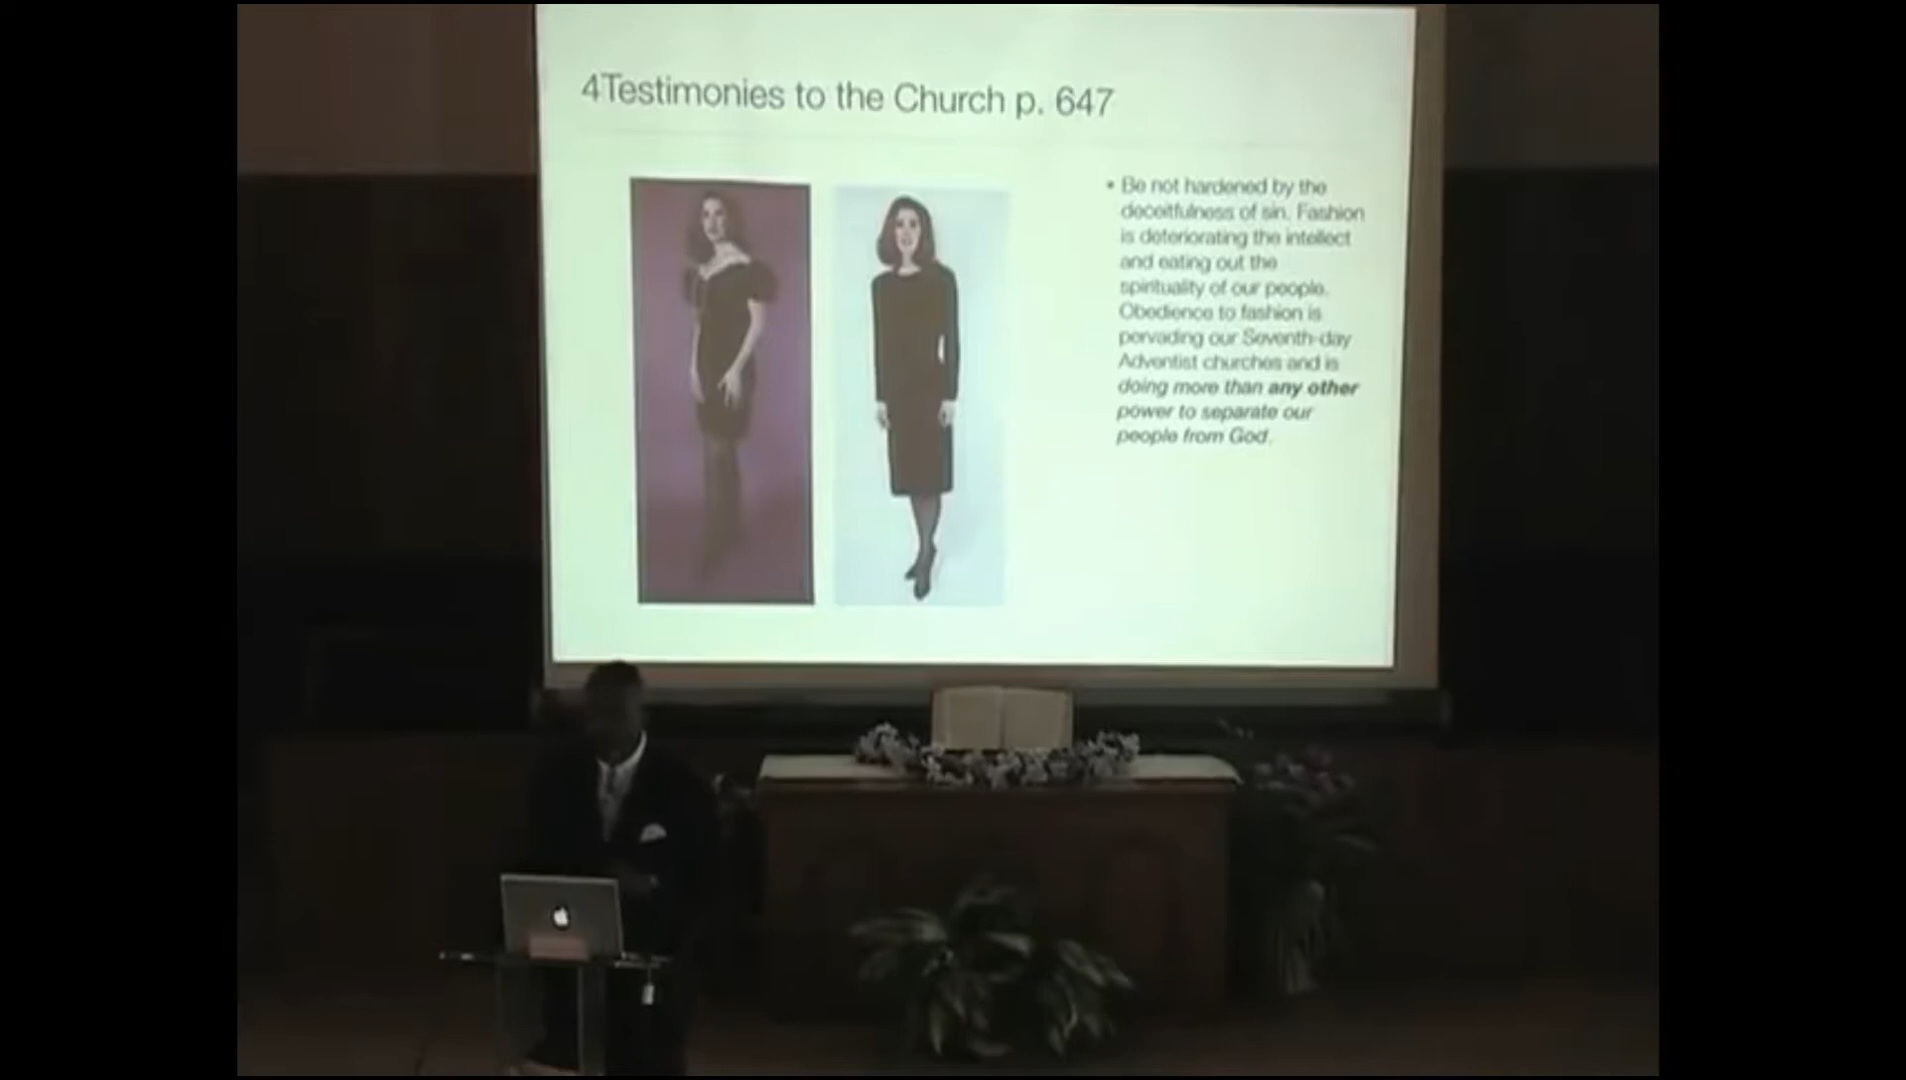 4Testimonies to the Church p. 647
• Be not hardened by the
deceitfulness of sin. Fashion
is deteriorating the intellect
and eating out the
spirituality of our people.
Obedience to fashion is
pervading our Seventh-day
Adventist churches and is
doing more than any other
power to separate our
people from God.